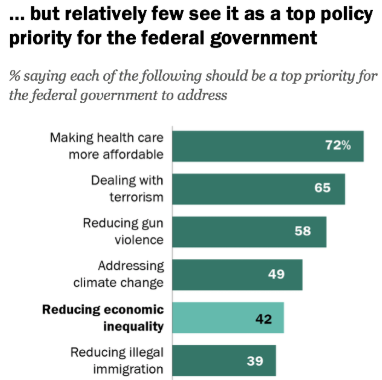 ... but relatively few see it as a top policy
priority for the federal government
% saying each of the following should be a top priority for
the federal government to address
Making health care
more affordable
72%
Dealing with
terrorism
65
Reducing gun
violence
58
Addressing
climate change
49
Reducing economic
inequality
42
Reducing illegal
immigration
39